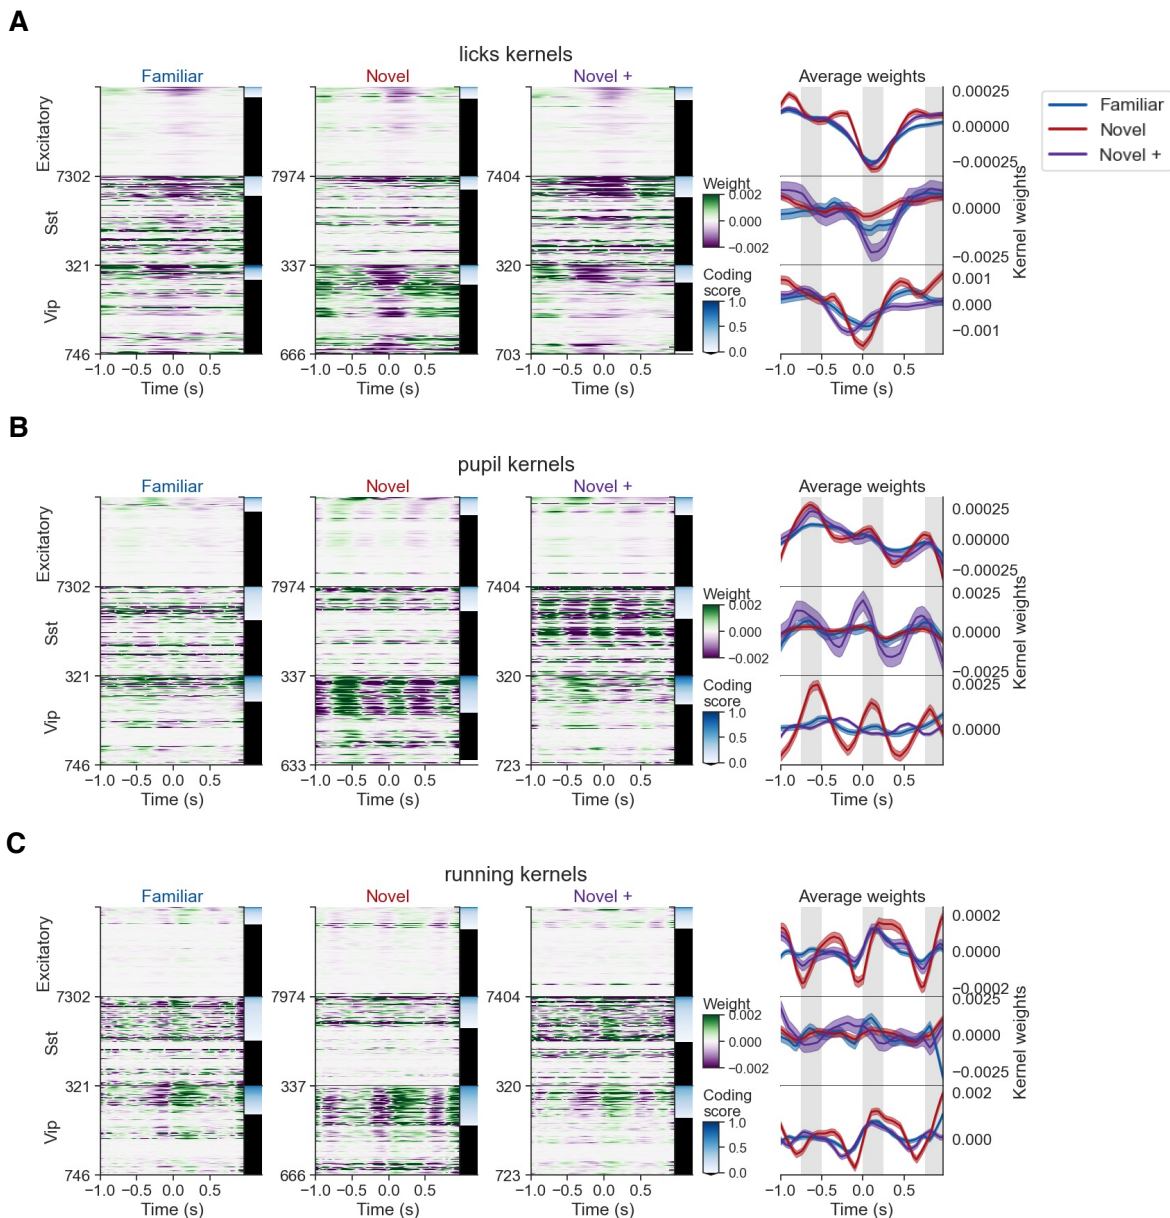 A
licks kernels
Familiar
Novel
Novel +
Average weights
Excitatory
Sst
Vip
7302
321
746
7974
337
666
7404
320
703
−1.0 −0.5 0.0 0.5
Time (s)
−1.0 −0.5 0.0 0.5
Time (s)
−1.0 −0.5 0.0 0.5
Time (s)
Weight
0.002
0.000
−0.002
Coding
score
1.0
0.5
0.0
0.00025
0.00000
−0.00025
0.0000
−0.0025
0.001
0.000
−0.001
Kernel weights
−1.0 −0.5 0.0 0.5
Time (s)
Familiar
Novel
Novel +
B
pupil kernels
Familiar
Novel
Novel +
Average weights
Excitatory
Sst
Vip
7302
321
746
7974
337
633
7404
320
723
−1.0 −0.5 0.0 0.5
Time (s)
−1.0 −0.5 0.0 0.5
Time (s)
−1.0 −0.5 0.0 0.5
Time (s)
Weight
0.002
0.000
−0.002
Coding
score
1.0
0.5
0.0
0.00025
0.00000
−0.00025
0.0025
0.0000
−0.0025
0.0025
0.0000
Kernel weights
−1.0 −0.5 0.0 0.5
Time (s)
C
running kernels
Familiar
Novel
Novel +
Average weights
Excitatory
Sst
Vip
7302
321
746
7974
337
666
7404
320
723
−1.0 −0.5 0.0 0.5
Time (s)
−1.0 −0.5 0.0 0.5
Time (s)
−1.0 −0.5 0.0 0.5
Time (s)
Weight
0.002
0.000
−0.002
Coding
score
1.0
0.5
0.0
0.0002
0.0000
−0.0002
0.0025
0.0000
−0.0025
0.002
0.000
Kernel weights
−1.0 −0.5 0.0 0.5
Time (s)